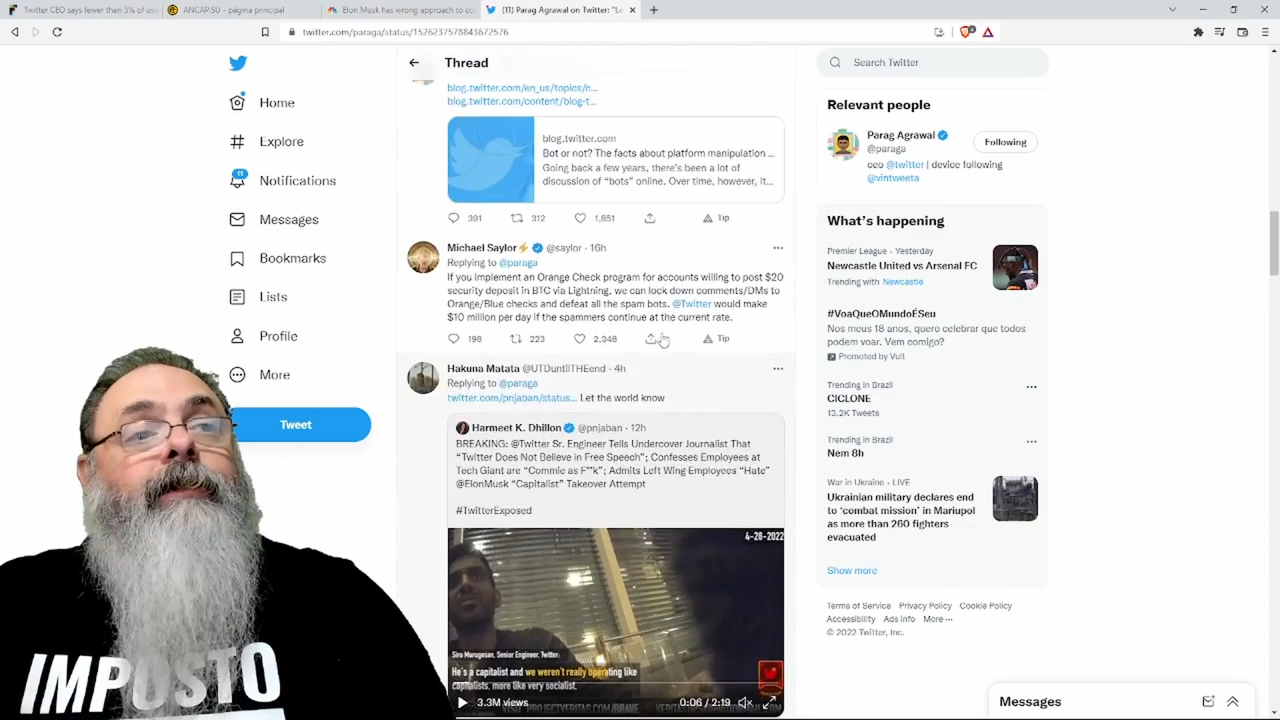 Twitter CEO says fewer than 5% of use
ANCAP.SU - página principal
Elon Musk has wrong approach to co
(11) Parag Agrawal on Twitter: "Le
twitter.com/paraga/status/1526237578843672576
Home
Explore
11
Notifications
Messages
Bookmarks
Lists
Profile
More
Tweet
Thread
blog.twitter.com/en_us/topics/c...
blog.twitter.com/content/blog-t...
blog.twitter.com
Bot or not? The facts about platform manipulation ...
Going back a few years, there's been a lot of
discussion of "bots" online. Over time, however, it...
391 312 1,851 Tip
Michael Saylor⚡ @saylor · 16h
Replying to @paraga
If you implement an Orange Check program for accounts willing to post $20
security deposit in BTC via Lightning, we can lock down comments/DMs to
Orange/Blue checks and defeat all the spam bots. @Twitter would make
$10 million per day if the spammers continue at the current rate.
198 223 2,348 Tip
Hakuna Matata @UTDuntilTHEend · 4h
Replying to @paraga
twitter.com/pnjaban/status... Let the world know
Harmeet K. Dhillon @pnjaban · 12h
BREAKING: @Twitter Sr. Engineer Tells Undercover Journalist That
"Twitter Does Not Believe in Free Speech"; Confesses Employees at
Tech Giant are "Commie as F**k"; Admits Left Wing Employees "Hate"
@ElonMusk "Capitalist" Takeover Attempt
#TwitterExposed
4-28-2022
Siru Murugesan, Senior Engineer, Twitter:
He's a capitalist and we weren't really operating like
capitalists, more like very socialist.
3.3M views
0:06 / 2:19
Search Twitter
Relevant people
Parag Agrawal
@paraga
Following
ceo @twitter | device following
@vintweeta
What's happening
Premier League · Yesterday
Newcastle United vs Arsenal FC
Trending with Newcastle
#VoaQueOMundoÉSeu
Nos meus 18 anos, quero celebrar que todos
podem voar. Vem comigo?
Promoted by Vult
Trending in Brazil
CICLONE
13.2K Tweets
Trending in Brazil
Nem 8h
War in Ukraine · LIVE
Ukrainian military declares end
to 'combat mission' in Mariupol
as more than 260 fighters
evacuated
Show more
Terms of Service Privacy Policy Cookie Policy
Accessibility Ads info More ···
© 2022 Twitter, Inc.
Messages
IMPOSTO